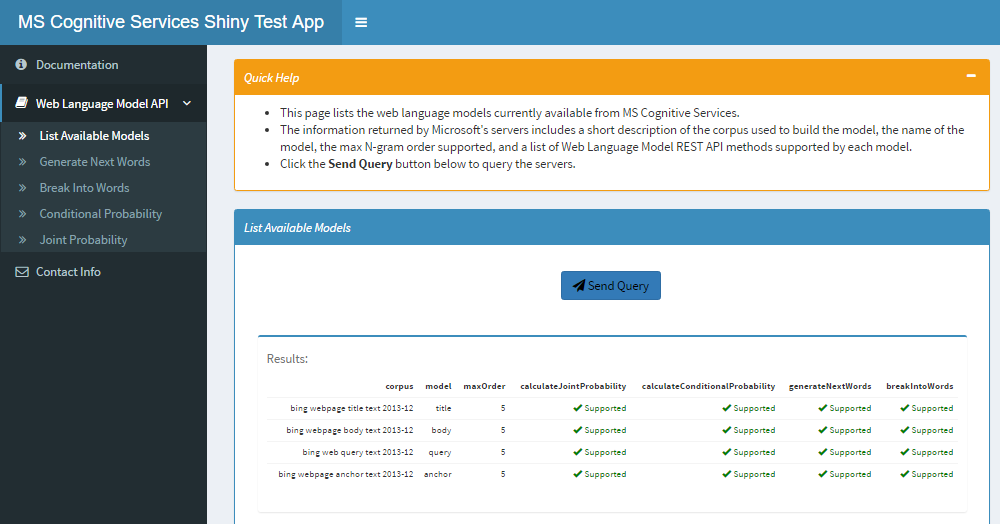 MS Cognitive Services Shiny Test App
Documentation
Web Language Model API
List Available Models
Generate Next Words
Break Into Words
Conditional Probability
Joint Probability
Contact Info
Quick Help
This page lists the web language models currently available from MS Cognitive Services.
The information returned by Microsoft's servers includes a short description of the corpus used to build the model, the name of the
model, the max N-gram order supported, and a list of Web Language Model REST API methods supported by each model.
Click the Send Query button below to query the servers.
List Available Models
Send Query
Results:
corpus model maxOrder calculateJointProbability calculateConditionalProbability generateNextWords breakIntoWords
bing webpage title text 2013-12 title 5 Supported Supported Supported Supported
bing webpage body text 2013-12 body 5 Supported Supported Supported Supported
bing web query text 2013-12 query 5 Supported Supported Supported Supported
bing webpage anchor text 2013-12 anchor 5 Supported Supported Supported Supported